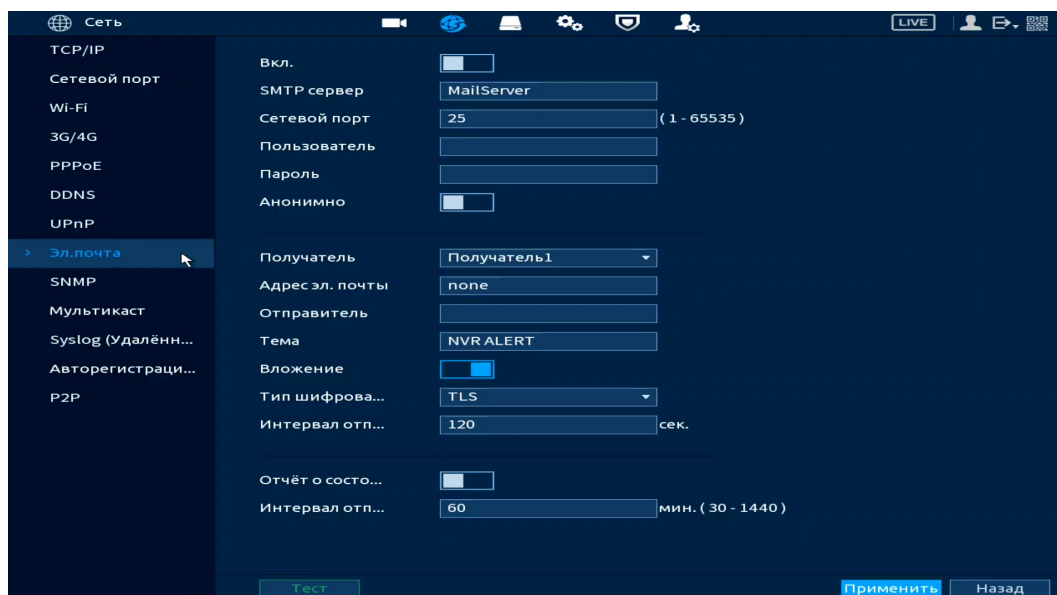 Сеть
LIVE
TCP/IP
Сетевой порт
Wi-Fi
3G/4G
PPPoE
DDNS
UPnP
> Эл.почта
SNMP
Мультикаст
Syslog (Удалённ...
Авторегистраци...
P2P
Вкл.
SMTP сервер MailServer
Сетевой порт 25 (1 - 65535)
Пользователь
Пароль
Анонимно
Получатель Получатель1
Адрес эл. почты none
Отправитель
Тема NVR ALERT
Вложение
Тип шифрова... TLS
Интервал отп... 120 сек.
Отчёт о состо...
Интервал отп... 60 мин. (30 - 1440)
Тест Применить Назад